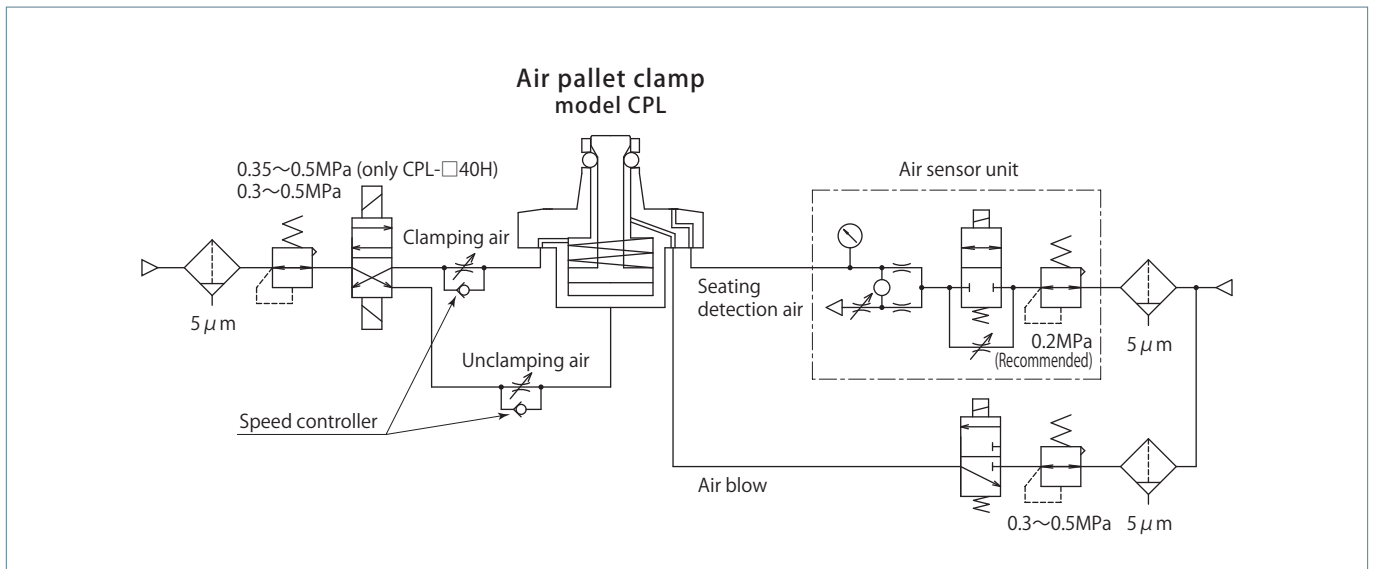 Air pallet clamp
model CPL
0.35～0.5MPa (only CPL-□40H)
0.3～0.5MPa
Clamping air
5μm
Unclamping air
Speed controller
Air sensor unit
Seating
detection air
0.2MPa
(Recommended)
5μm
Air blow
0.3～0.5MPa
5μm